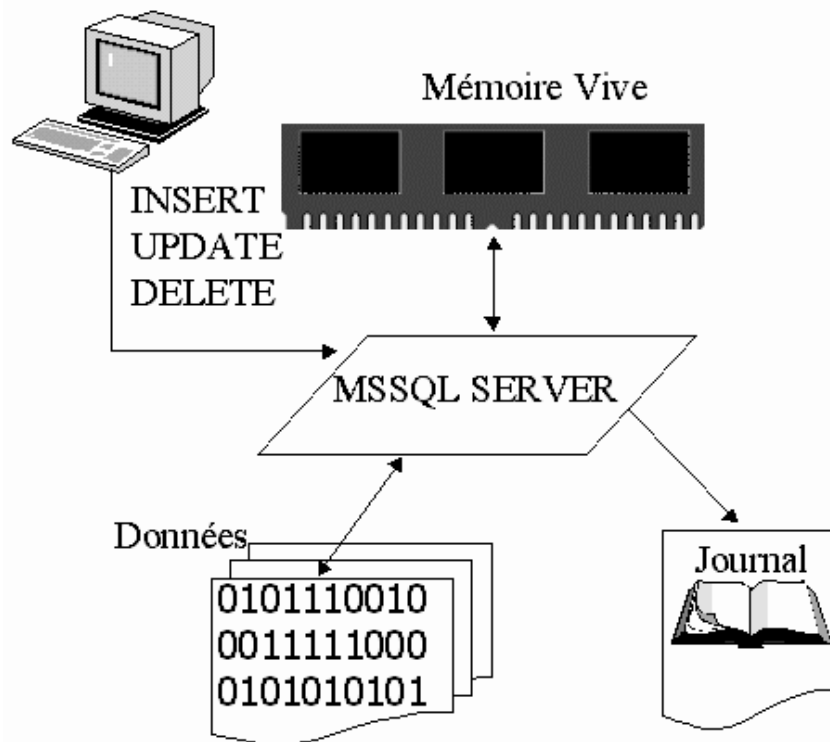 Mémoire Vive
INSERT
UPDATE
DELETE
MSSQL SERVER
Données
0101110010
0011111000
0101010101
Journal